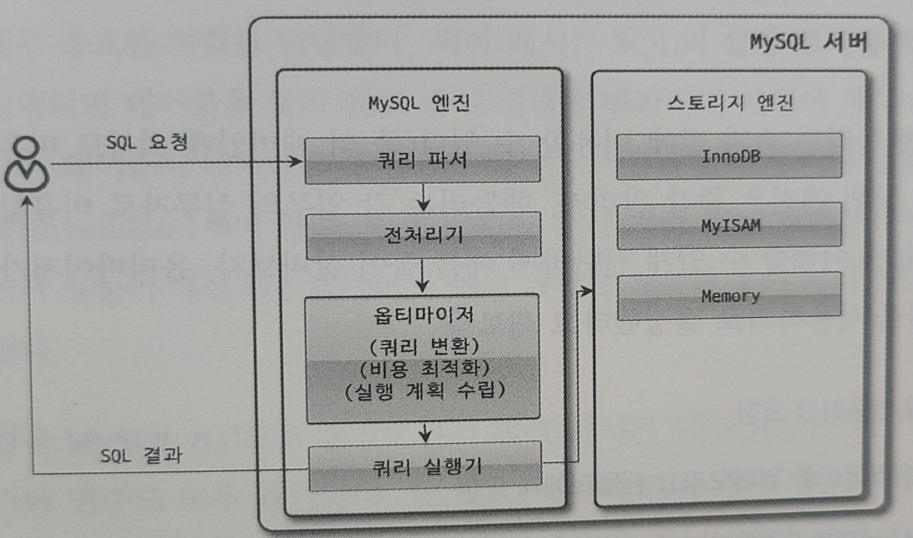 MySQL 서버
MySQL 엔진
스토리지 엔진
SQL 요청
쿼리 파서
InnoDB
전처리기
MyISAM
Memory
옵티마이저
(쿼리 변환)
(비용 최적화)
(실행 계획 수립)
SQL 결과
쿼리 실행기